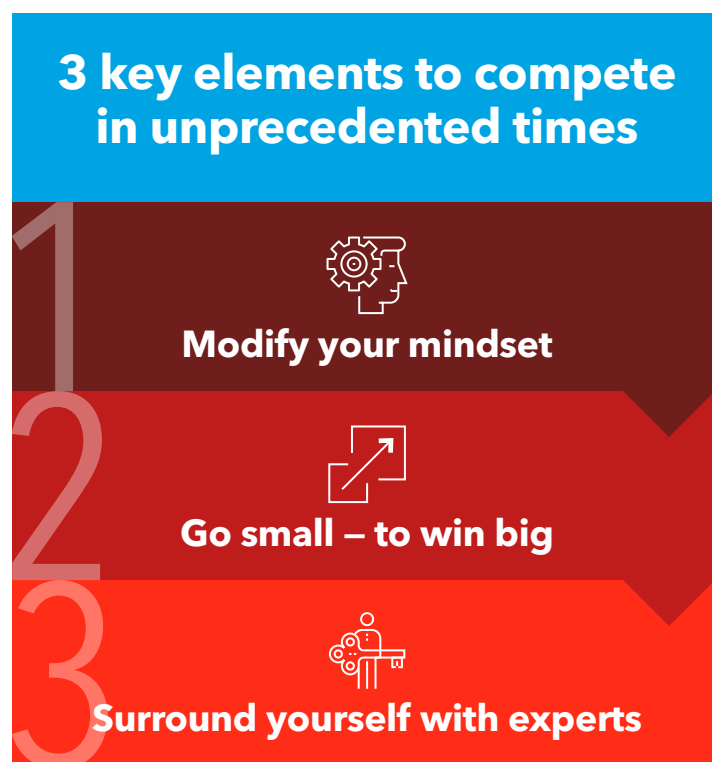 3 key elements to compete
in unprecedented times
1
Modify your mindset
2
Go small – to win big
3
Surround yourself with experts